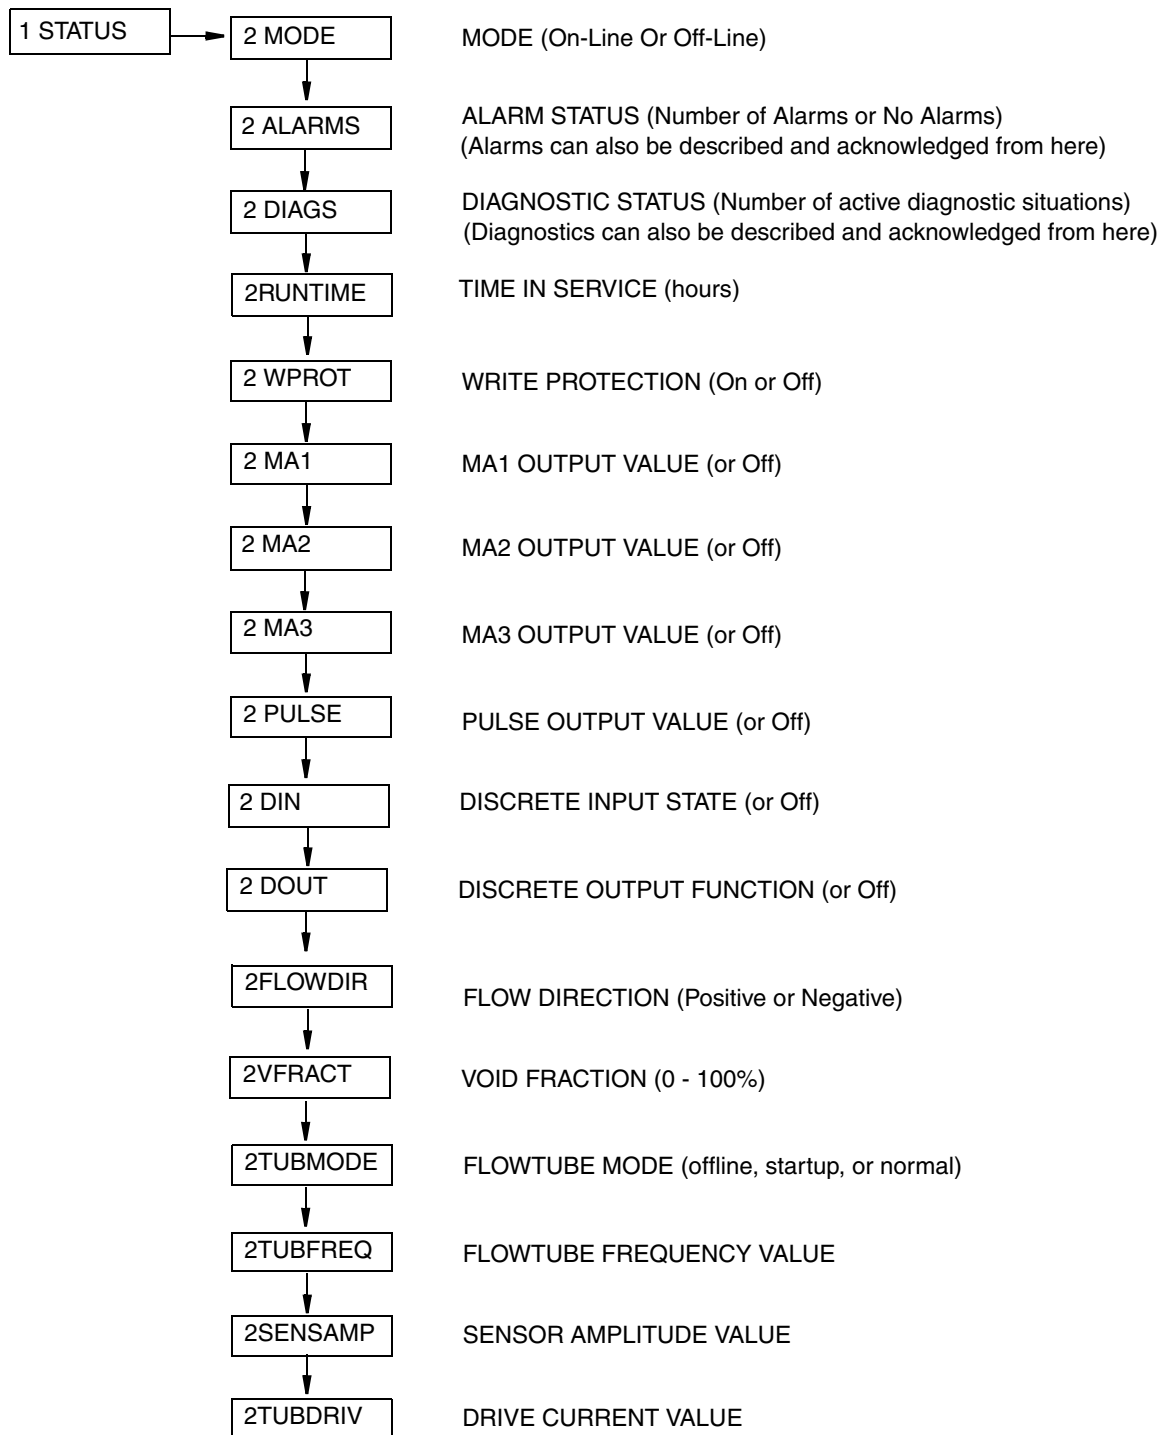 1 STATUS
2 MODE
MODE (On-Line Or Off-Line)
2 ALARMS
ALARM STATUS (Number of Alarms or No Alarms)
(Alarms can also be described and acknowledged from here)
2 DIAGS
DIAGNOSTIC STATUS (Number of active diagnostic situations)
(Diagnostics can also be described and acknowledged from here)
2RUNTIME
TIME IN SERVICE (hours)
2 WPROT
WRITE PROTECTION (On or Off)
2 MA1
MA1 OUTPUT VALUE (or Off)
2 MA2
MA2 OUTPUT VALUE (or Off)
2 MA3
MA3 OUTPUT VALUE (or Off)
2 PULSE
PULSE OUTPUT VALUE (or Off)
2 DIN
DISCRETE INPUT STATE (or Off)
2 DOUT
DISCRETE OUTPUT FUNCTION (or Off)
2FLOWDIR
FLOW DIRECTION (Positive or Negative)
2VFRACT
VOID FRACTION (0 - 100%)
2TUBMODE
FLOWTUBE MODE (offline, startup, or normal)
2TUBFREQ
FLOWTUBE FREQUENCY VALUE
2SENSAMP
SENSOR AMPLITUDE VALUE
2TUBDRIV
DRIVE CURRENT VALUE